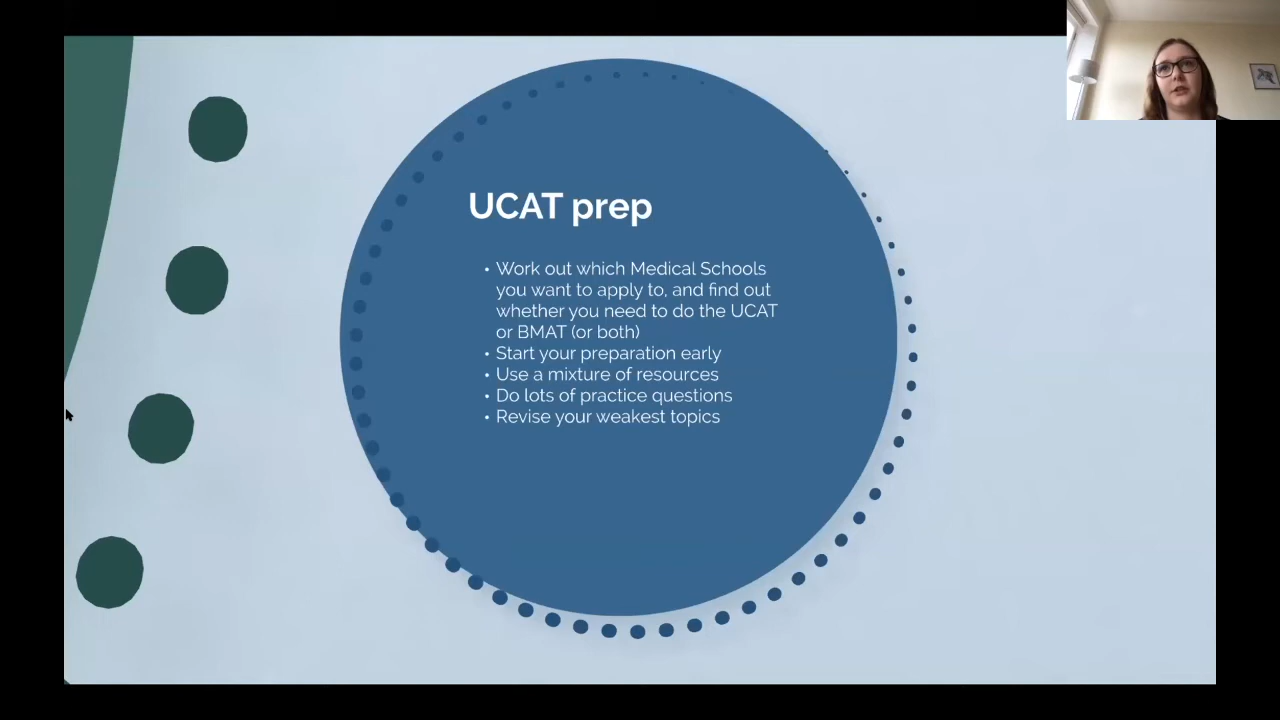 UCAT prep
• Work out which Medical Schools
you want to apply to, and find out
whether you need to do the UCAT
or BMAT (or both)
• Start your preparation early
• Use a mixture of resources
• Do lots of practice questions
• Revise your weakest topics